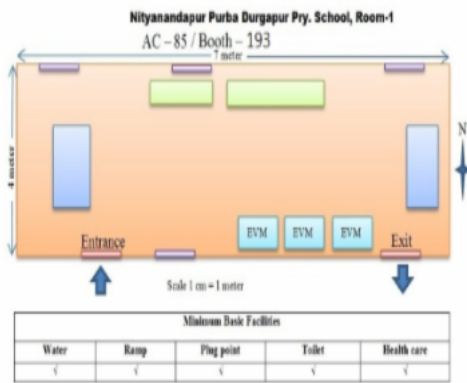 Nityanandapur Purba Durgapur Pry. School, Room-1
AC – 85 / Booth – 193
7 meter
4 meter
N
EVM EVM EVM
Entrance
Exit
Scale 1 cm = 1 meter
Minimum Basic Facilities
Water Ramp Plug point Toilet Health care
√ √ √ √ √